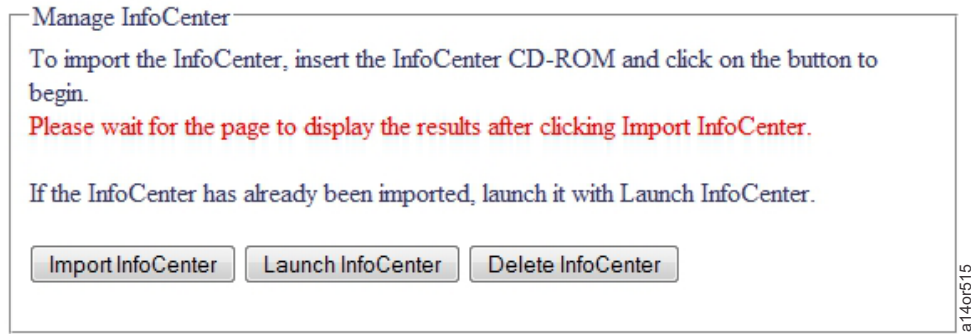 Manage InfoCenter
To import the InfoCenter, insert the InfoCenter CD-ROM and click on the button to
begin.
Please wait for the page to display the results after clicking Import InfoCenter.
If the InfoCenter has already been imported, launch it with Launch InfoCenter.
Import InfoCenter Launch InfoCenter Delete InfoCenter
a14or515